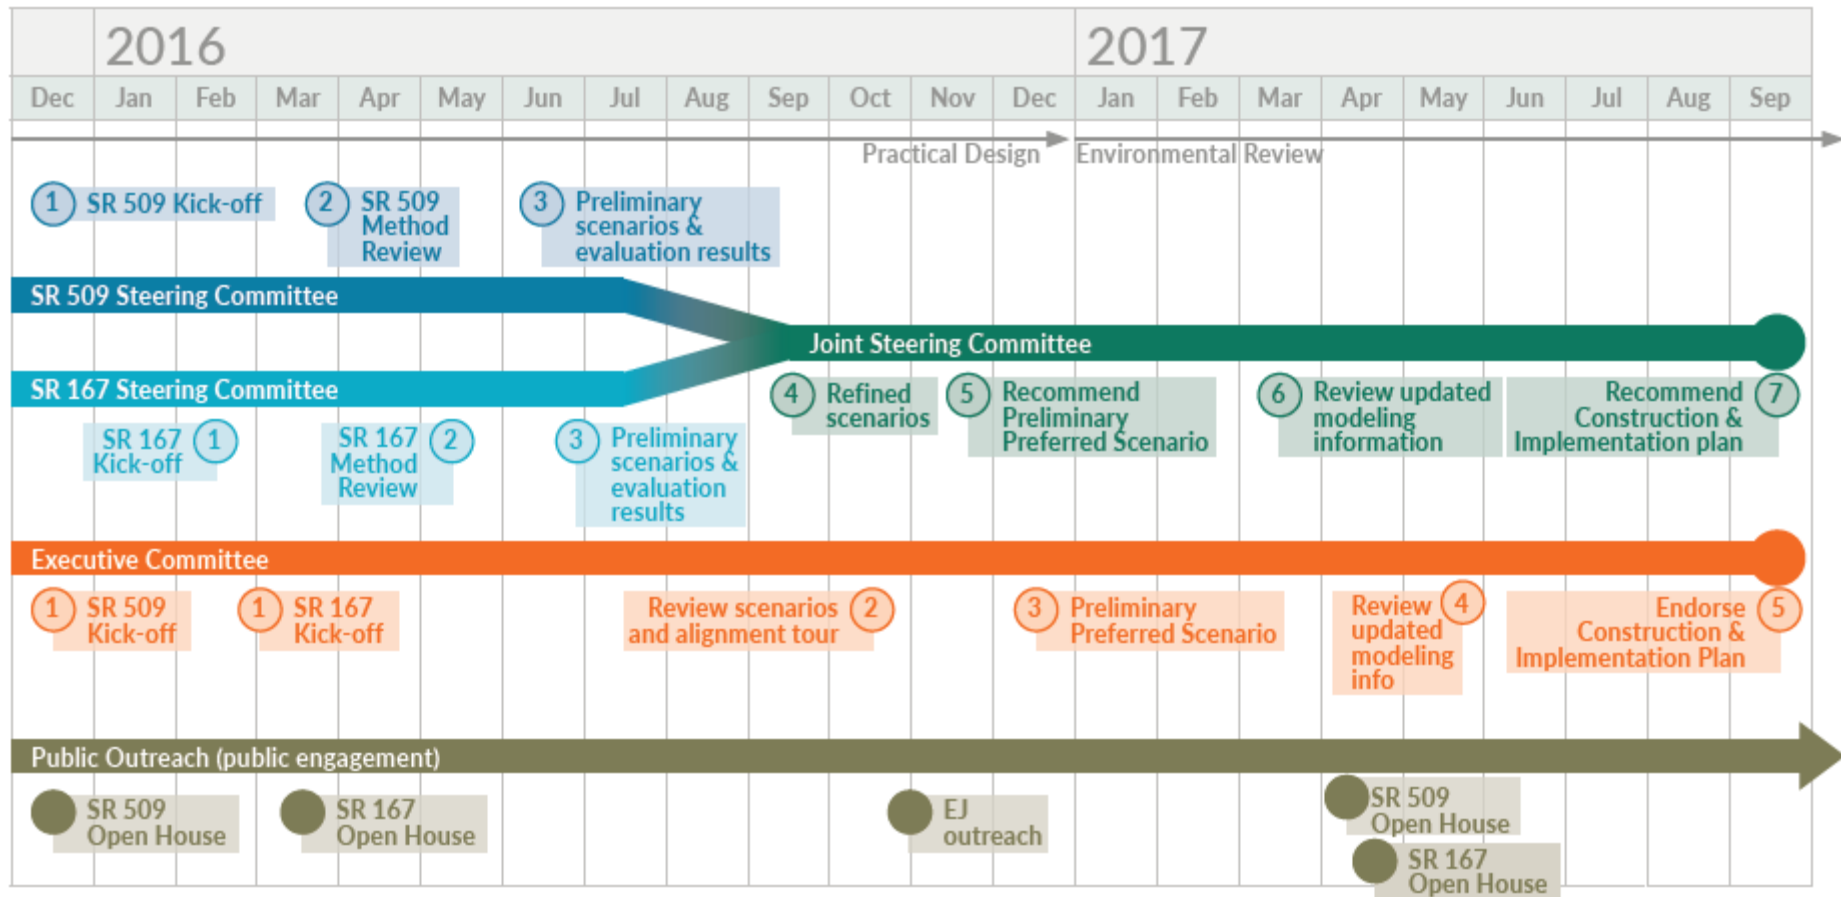 2016
2017
Dec Jan Feb Mar Apr May Jun Jul Aug Sep Oct Nov Dec Jan Feb Mar Apr May Jun Jul Aug Sep
Practical Design
Environmental Review
1 SR 509 Kick-off
2 SR 509
Method
Review
3 Preliminary
scenarios &
evaluation results
SR 509 Steering Committee
Joint Steering Committee
SR 167 Steering Committee
SR 167 1
Kick-off
SR 167 2
Method
Review
3 Preliminary
scenarios &
evaluation
results
4 Refined
scenarios
5 Recommend
Preliminary
Preferred Scenario
6 Review updated
modeling
information
Recommend 7
Construction &
Implementation plan
Executive Committee
1 SR 509
Kick-off
1 SR 167
Kick-off
Review scenarios 2
and alignment tour
3 Preliminary
Preferred Scenario
Review 4
updated
modeling
info
Endorse 5
Construction &
Implementation Plan
Public Outreach (public engagement)
SR 509
Open House
SR 167
Open House
EJ
outreach
SR 509
Open House
SR 167
Open House